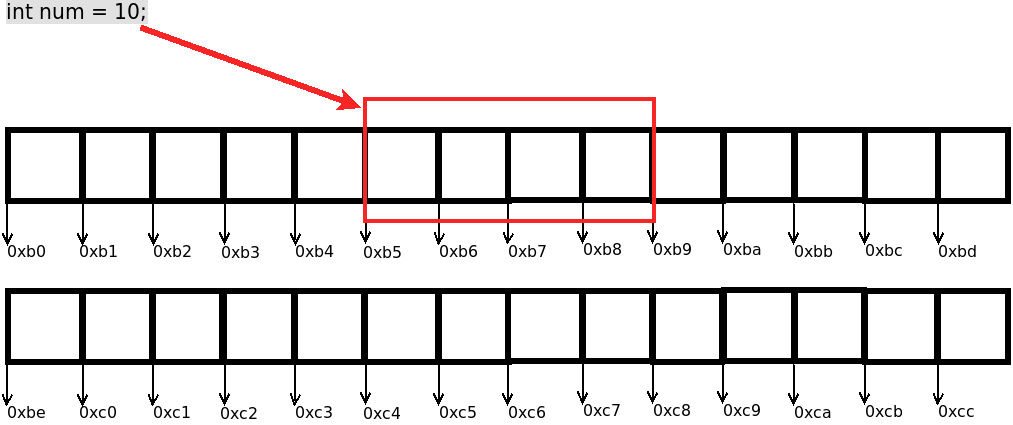 int num = 10;
0xb0 0xb1 0xb2 0xb3 0xb4 0xb5 0xb6 0xb7 0xb8 0xb9 0xba 0xbb 0xbc 0xbd
0xbe 0xc0 0xc1 0xc2 0xc3 0xc4 0xc5 0xc6 0xc7 0xc8 0xc9 0xca 0xcb 0xcc